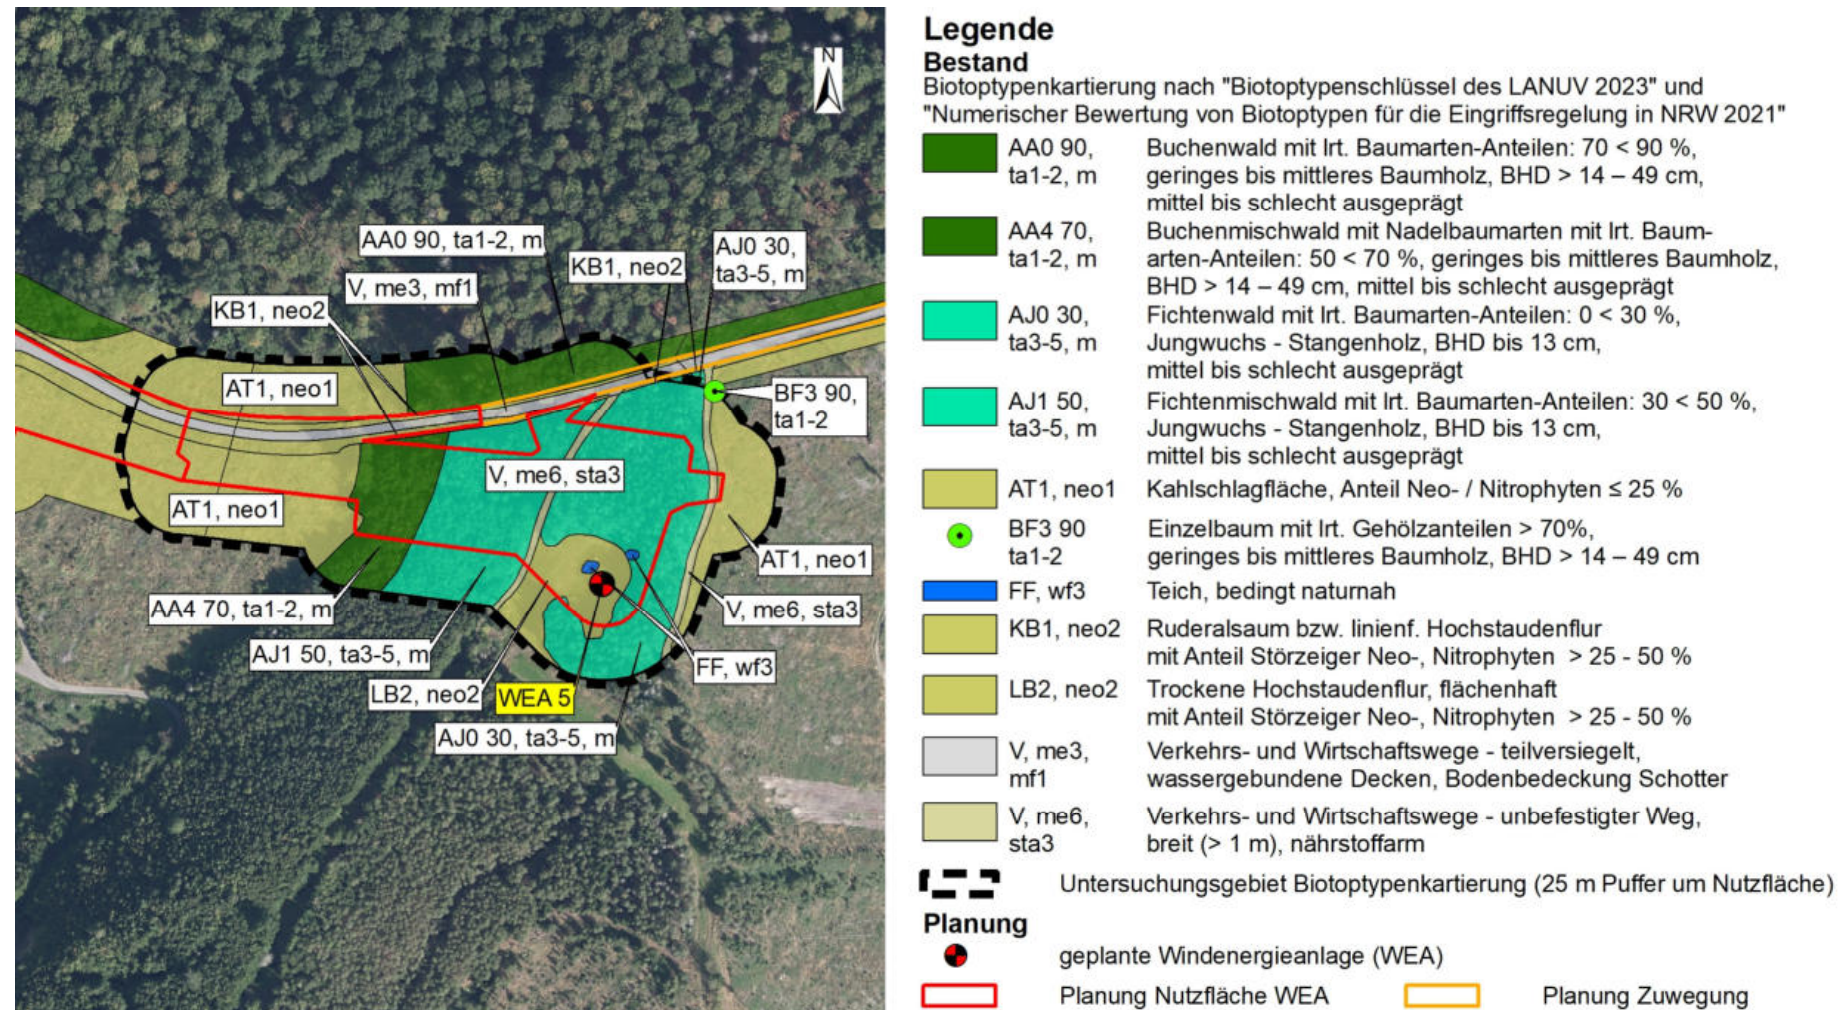 N
AA0 90, ta1-2, m
KB1, neo2
AJ0 30,
ta3-5, m
V, me3, mf1
KB1, neo2
AT1, neo1
BF3 90,
ta1-2
V, me6, sta3
AT1, neo1
AT1, neo1
AA4 70, ta1-2, m
V, me6, sta3
AJ1 50, ta3-5, m
FF, wf3
LB2, neo2
WEA 5
AJ0 30, ta3-5, m
Legende
Bestand
Biotoptypenkartierung nach "Biotoptypenschlüssel des LANUV 2023" und
"Numerischer Bewertung von Biotoptypen für die Eingriffsregelung in NRW 2021"
AA0 90, Buchenwald mit lrt. Baumarten-Anteilen: 70 < 90 %,
ta1-2, m geringes bis mittleres Baumholz, BHD > 14 – 49 cm,
mittel bis schlecht ausgeprägt
AA4 70, Buchenmischwald mit Nadelbaumarten mit lrt. Baum-
ta1-2, m arten-Anteilen: 50 < 70 %, geringes bis mittleres Baumholz,
BHD > 14 – 49 cm, mittel bis schlecht ausgeprägt
AJ0 30, Fichtenwald mit lrt. Baumarten-Anteilen: 0 < 30 %,
ta3-5, m Jungwuchs - Stangenholz, BHD bis 13 cm,
mittel bis schlecht ausgeprägt
AJ1 50, Fichtenmischwald mit lrt. Baumarten-Anteilen: 30 < 50 %,
ta3-5, m Jungwuchs - Stangenholz, BHD bis 13 cm,
mittel bis schlecht ausgeprägt
AT1, neo1 Kahlschlagfläche, Anteil Neo- / Nitrophyten ≤ 25 %
BF3 90 Einzelbaum mit lrt. Gehölzanteilen > 70%,
ta1-2 geringes bis mittleres Baumholz, BHD > 14 – 49 cm
FF, wf3 Teich, bedingt naturnah
KB1, neo2 Ruderalsaum bzw. linienf. Hochstaudenflur
mit Anteil Störzeiger Neo-, Nitrophyten > 25 - 50 %
LB2, neo2 Trockene Hochstaudenflur, flächenhaft
mit Anteil Störzeiger Neo-, Nitrophyten > 25 - 50 %
V, me3, Verkehrs- und Wirtschaftswege - teilversiegelt,
mf1 wassergebundene Decken, Bodenbedeckung Schotter
V, me6, Verkehrs- und Wirtschaftswege - unbefestigter Weg,
sta3 breit (> 1 m), nährstoffarm
Untersuchungsgebiet Biotoptypenkartierung (25 m Puffer um Nutzfläche)
Planung
geplante Windenergieanlage (WEA)
Planung Nutzfläche WEA Planung Zuwegung